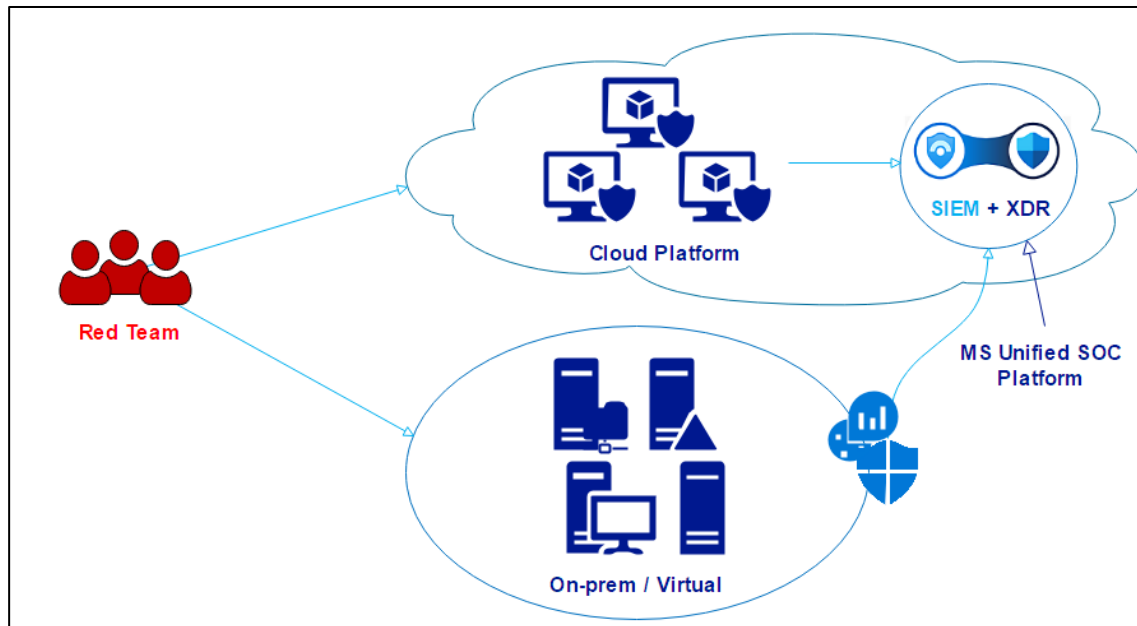 SIEM + XDR
Cloud Platform
Red Team
MS Unified SOC
Platform
On-prem / Virtual